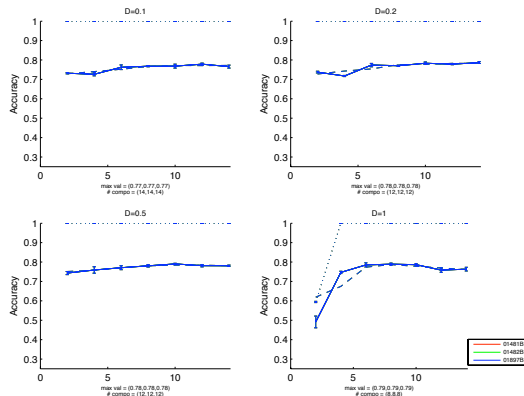 D=0.1
D=0.2
1
0.9
0.8
0.7
0.6
0.5
0.4
0.3
Accuracy
0 5 10
max val = (0.77,0.77,0.77)
# compo = (14,14,14)
1
0.9
0.8
0.7
0.6
0.5
0.4
0.3
Accuracy
0 5 10
max val = (0.78,0.78,0.78)
# compo = (12,12,12)
D=0.5
D=1
1
0.9
0.8
0.7
0.6
0.5
0.4
0.3
Accuracy
0 5 10
max val = (0.78,0.78,0.78)
# compo = (12,12,12)
1
0.9
0.8
0.7
0.6
0.5
0.4
0.3
Accuracy
0 5 10
max val = (0.79,0.79,0.79)
# compo = (8,8,8)
01481B
01482B
01897B